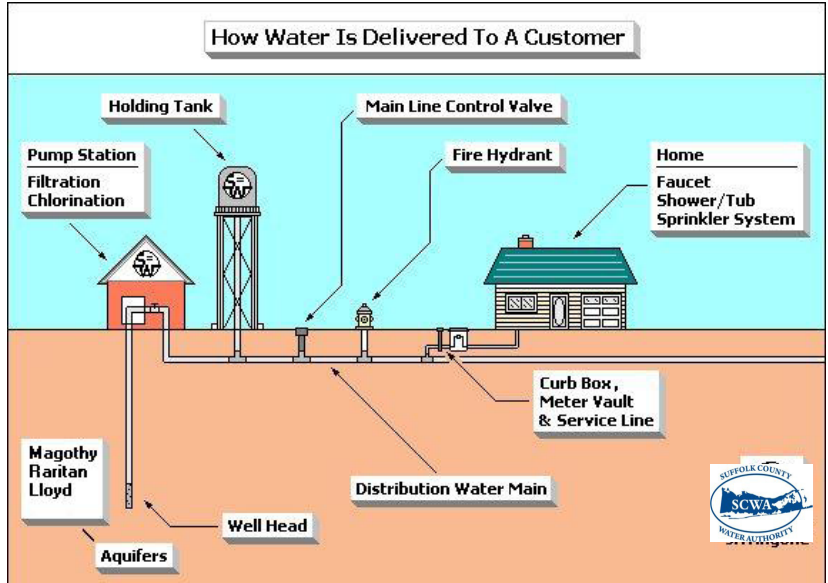 How Water Is Delivered To A Customer
Holding Tank
Main Line Control Valve
Pump Station
Filtration
Chlorination
Fire Hydrant
Home
Faucet
Shower/Tub
Sprinkler System
Curb Box,
Meter Vault
& Service Line
Magothy
Raritan
Lloyd
Distribution Water Main
Well Head
Aquifers
SUFFOLK COUNTY
SCWA
WATER AUTHORITY